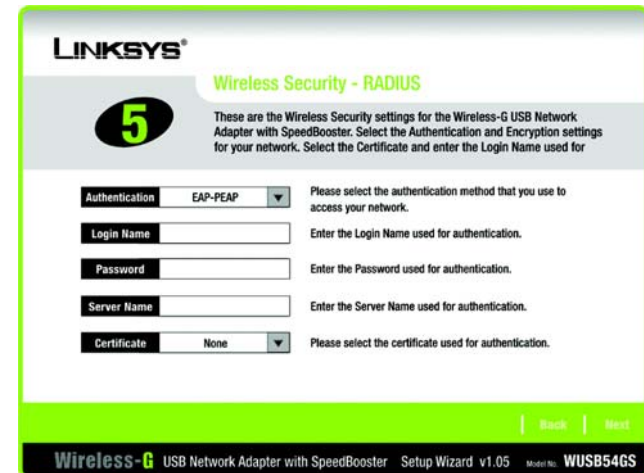 LINKSYS®
Wireless Security - RADIUS
5
These are the Wireless Security settings for the Wireless-G USB Network
Adapter with SpeedBooster. Select the Authentication and Encryption settings
for your network. Select the Certificate and enter the Login Name used for
Authentication EAP-PEAP Please select the authentication method that you use to
access your network.
Login Name Enter the Login Name used for authentication.
Password Enter the Password used for authentication.
Server Name Enter the Server Name used for authentication.
Certificate None Please select the certificate used for authentication.
Back Next
Wireless-G USB Network Adapter with SpeedBooster Setup Wizard v1.05 Model No. WUSB54GS